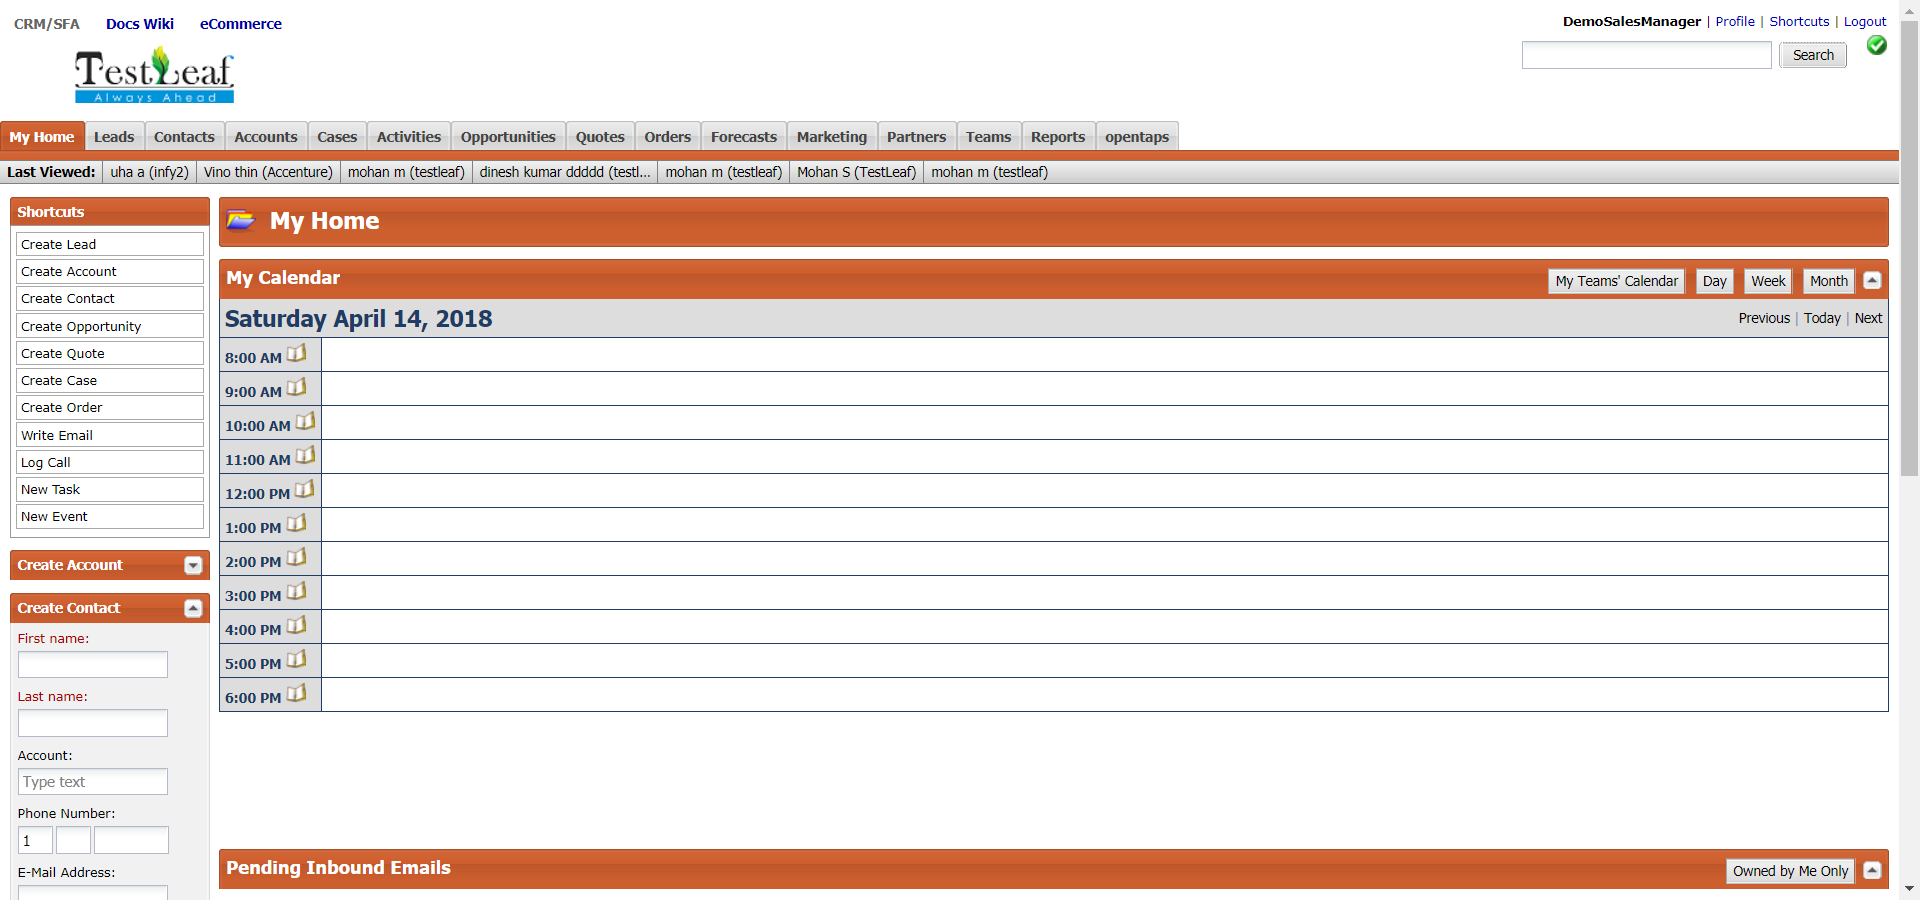 CRM/SFA Docs Wiki eCommerce
DemoSalesManager | Profile | Shortcuts | Logout
Search
TestLeaf
Always Ahead
My Home Leads Contacts Accounts Cases Activities Opportunities Quotes Orders Forecasts Marketing Partners Teams Reports opentaps
Last Viewed: uha a (infy2) Vino thin (Accenture) mohan m (testleaf) dinesh kumar ddddd (testl... mohan m (testleaf) Mohan S (TestLeaf) mohan m (testleaf)
Shortcuts
Create Lead
Create Account
Create Contact
Create Opportunity
Create Quote
Create Case
Create Order
Write Email
Log Call
New Task
New Event
Create Account
Create Contact
First name:
Last name:
Account:
Type text
Phone Number:
1
E-Mail Address:
My Home
My Calendar
My Teams' Calendar Day Week Month
Saturday April 14, 2018
Previous | Today | Next
8:00 AM
9:00 AM
10:00 AM
11:00 AM
12:00 PM
1:00 PM
2:00 PM
3:00 PM
4:00 PM
5:00 PM
6:00 PM
Pending Inbound Emails
Owned by Me Only